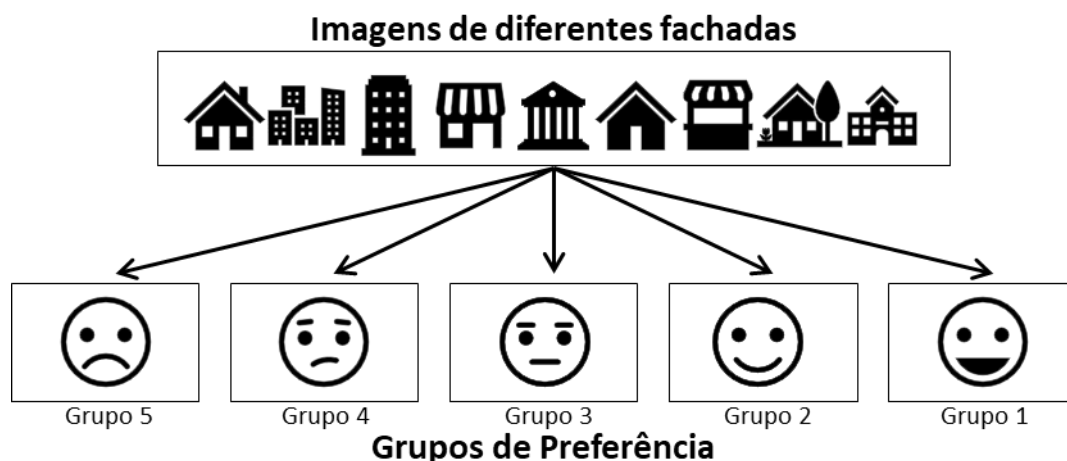 Imagens de diferentes fachadas
Grupo 5
Grupo 4
Grupo 3
Grupo 2
Grupo 1
Grupos de Preferência